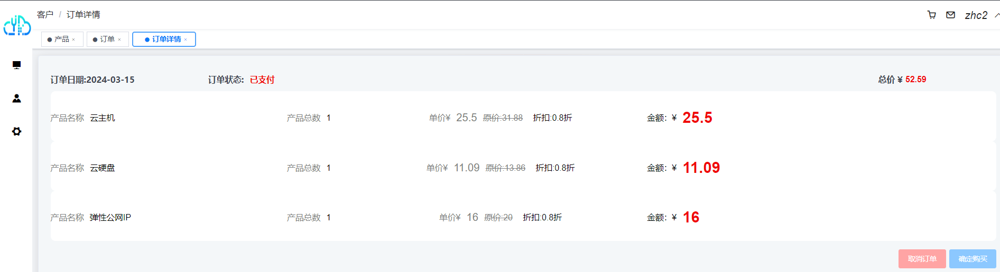 客户 / 订单详情
zhc2
产品 × 订单 × 订单详情 ×
订单日期:2024-03-15 订单状态: 已支付 总价 ¥ 52.59
产品名称 云主机 产品总数 1 单价¥ 25.5 原价:31.88 折扣:0.8折 金额: ¥ 25.5
产品名称 云硬盘 产品总数 1 单价¥ 11.09 原价:13.86 折扣:0.8折 金额: ¥ 11.09
产品名称 弹性公网IP 产品总数 1 单价¥ 16 原价:20 折扣:0.8折 金额: ¥ 16
取消订单 确定购买